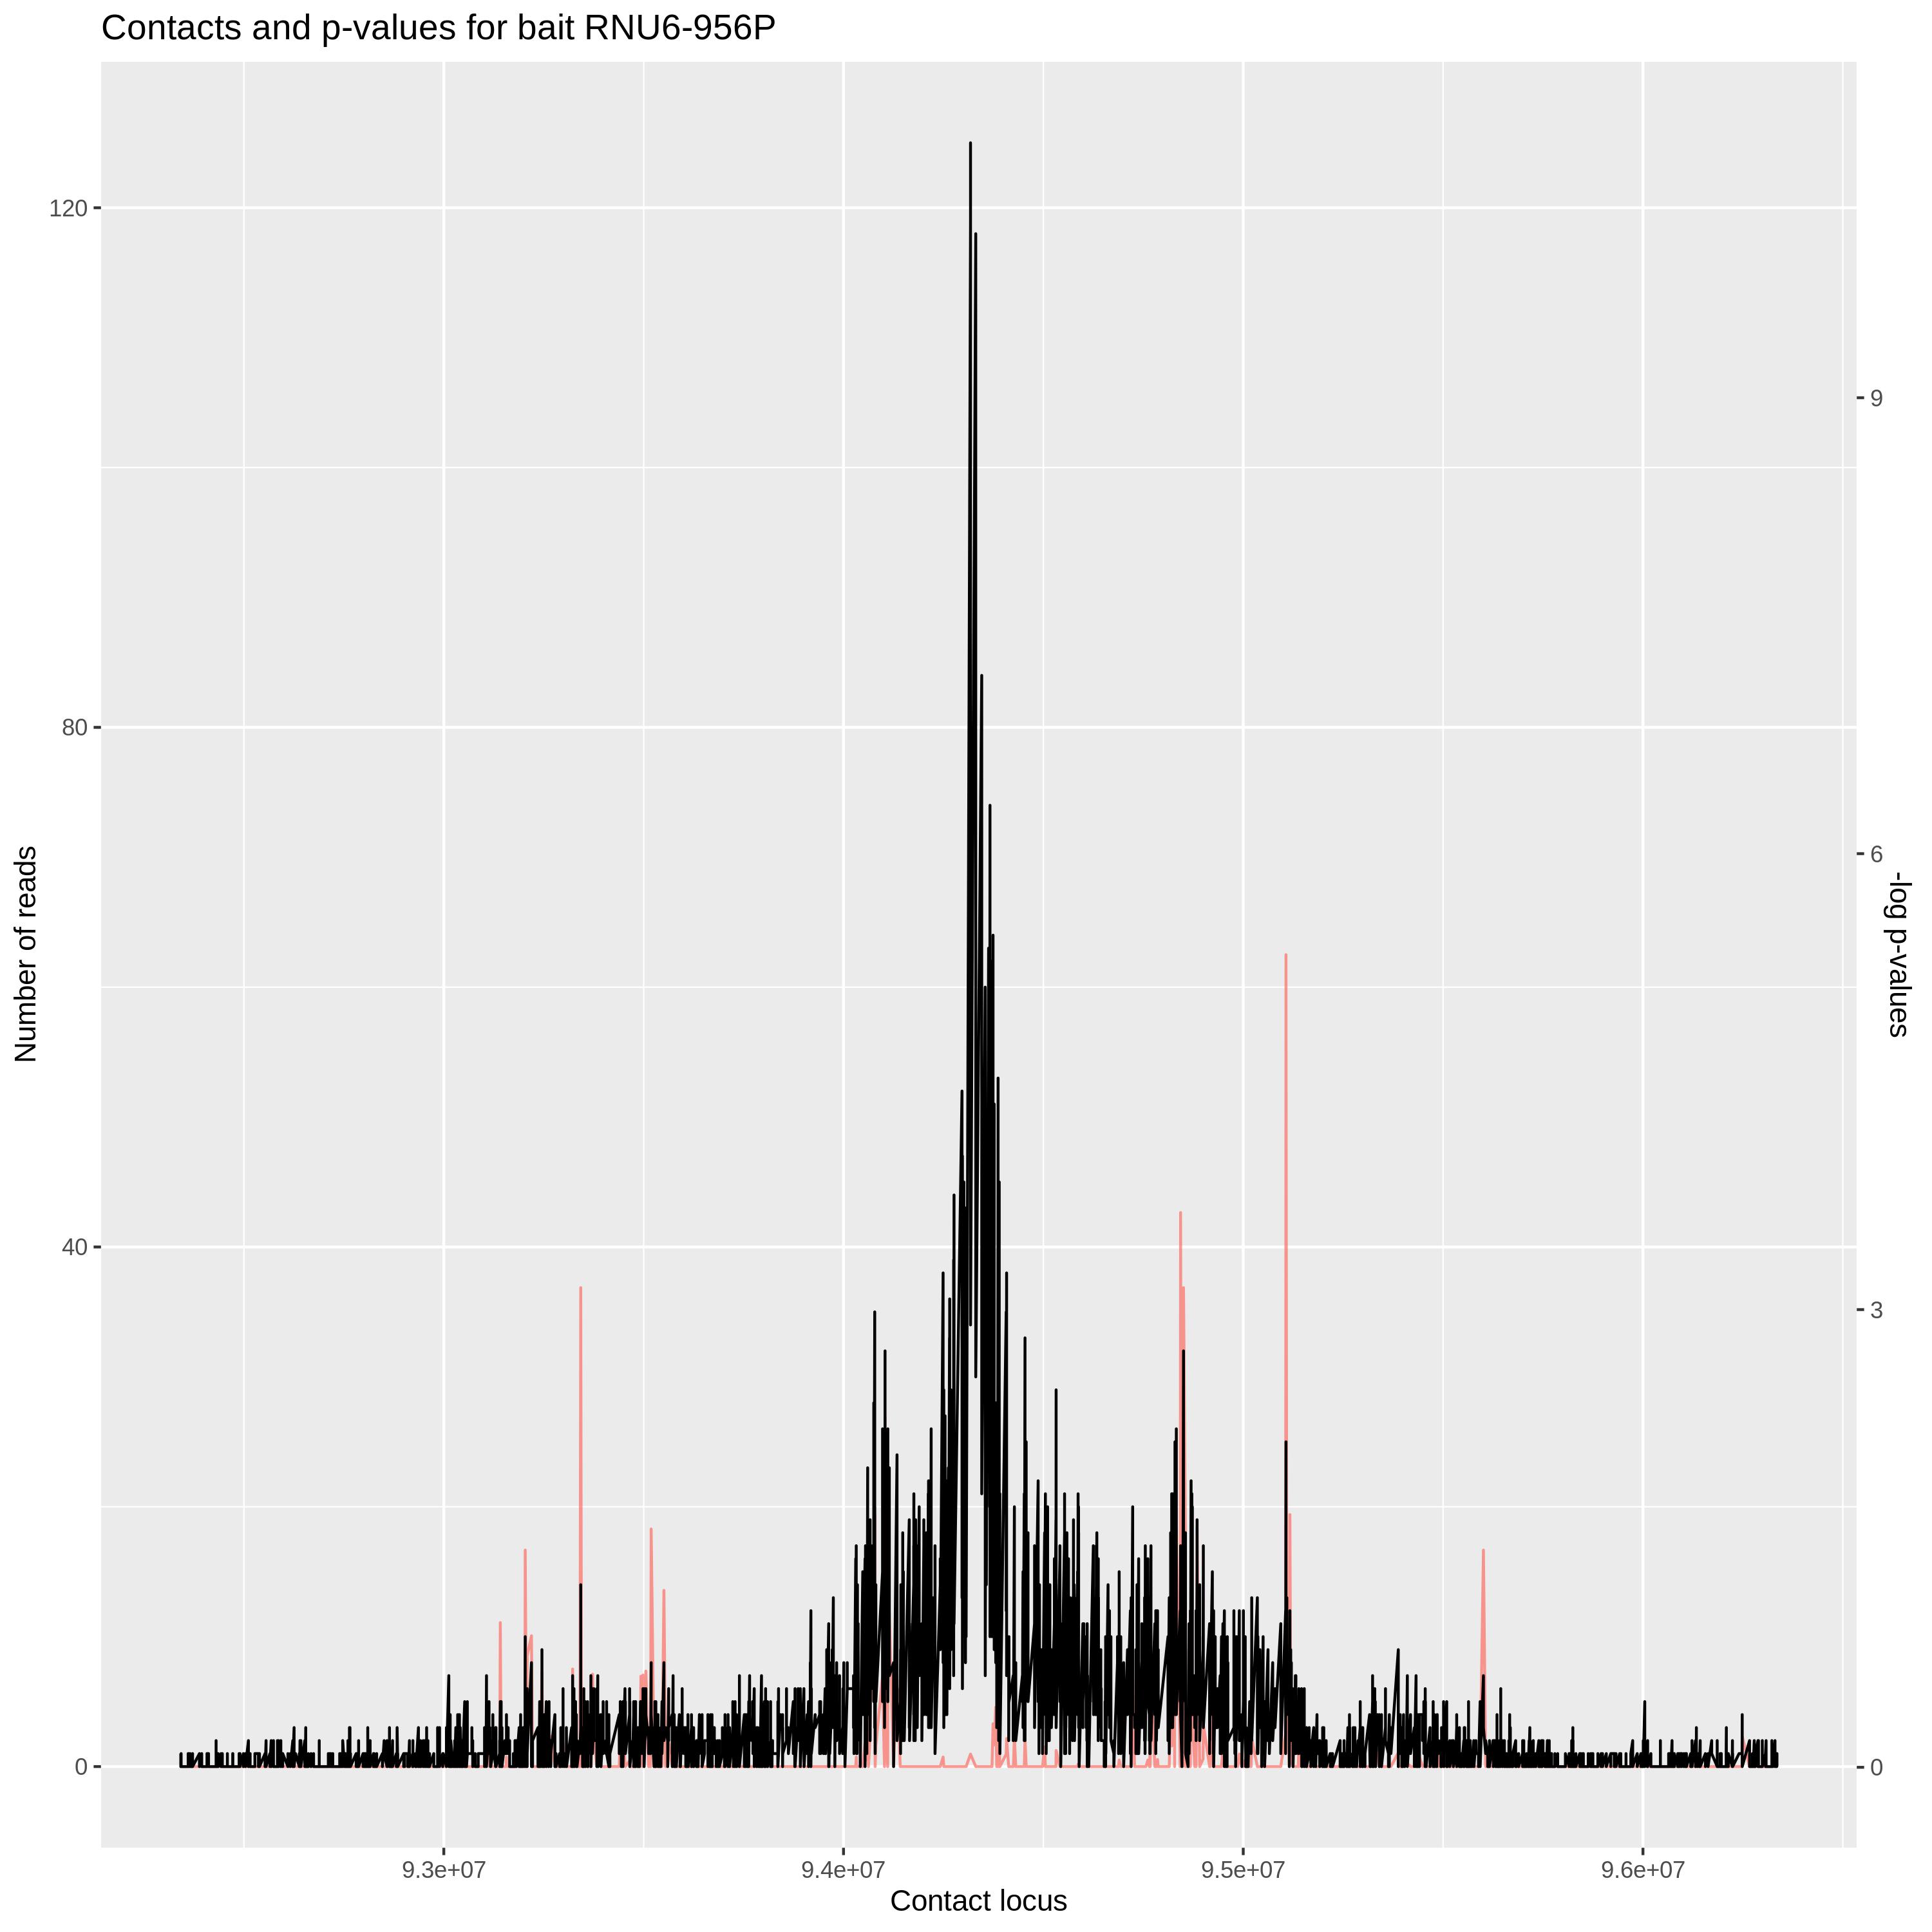 Contacts and p-values for bait RNU6-956P
120
80
40
0
Number of reads
9
6
3
0
-log p-values
9.3e+07
9.4e+07
9.5e+07
9.6e+07
Contact locus